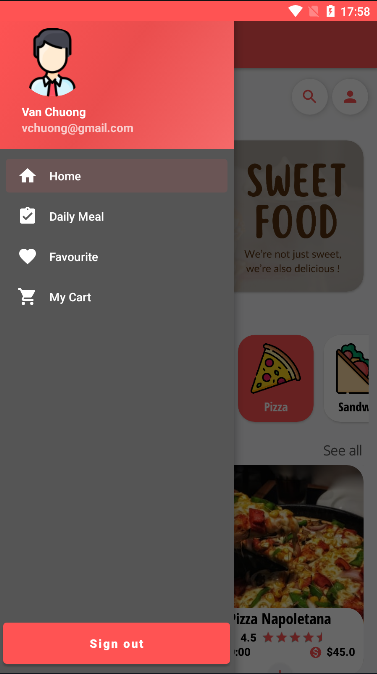 17:58
Van Chuong
vchuong@gmail.com
Home
Daily Meal
Favourite
My Cart
Sign out
SWEET
FOOD
We're not just sweet,
we're also delicious !
Pizza
Sandw
See all
Pizza Napoletana
4.5
:00
S
$45.0